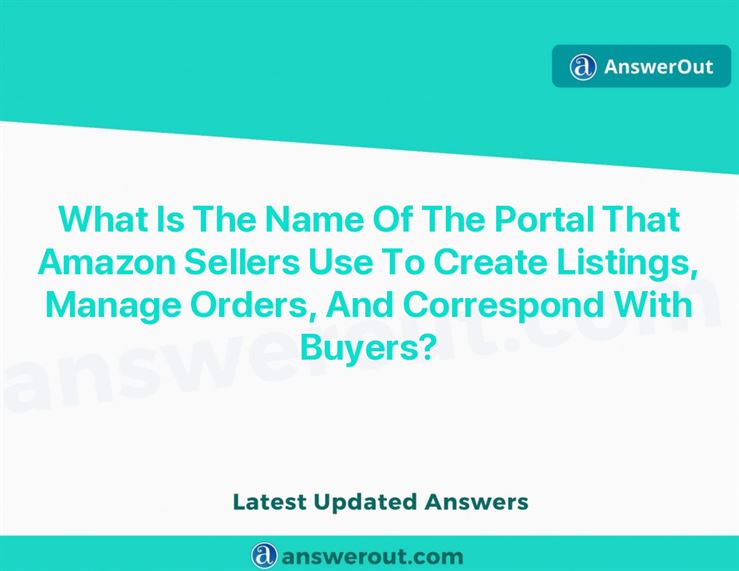 AnswerOut
What Is The Name Of The Portal That
Amazon Sellers Use To Create Listings,
Manage Orders, And Correspond With
Buyers?
answerout.com
Latest Updated Answers
answerout.com